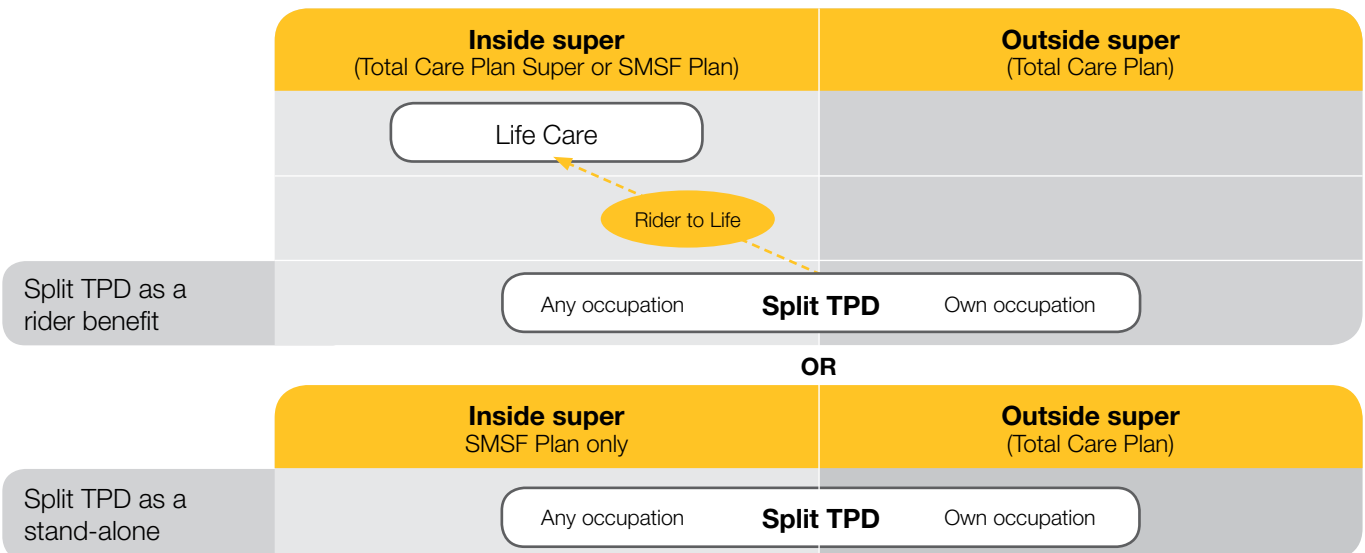 Inside super
(Total Care Plan Super or SMSF Plan)
Outside super
(Total Care Plan)
Life Care
Rider to Life
Split TPD as a
rider benefit
Any occupation Split TPD Own occupation
OR
Inside super
SMSF Plan only
Outside super
(Total Care Plan)
Split TPD as a
stand-alone
Any occupation Split TPD Own occupation